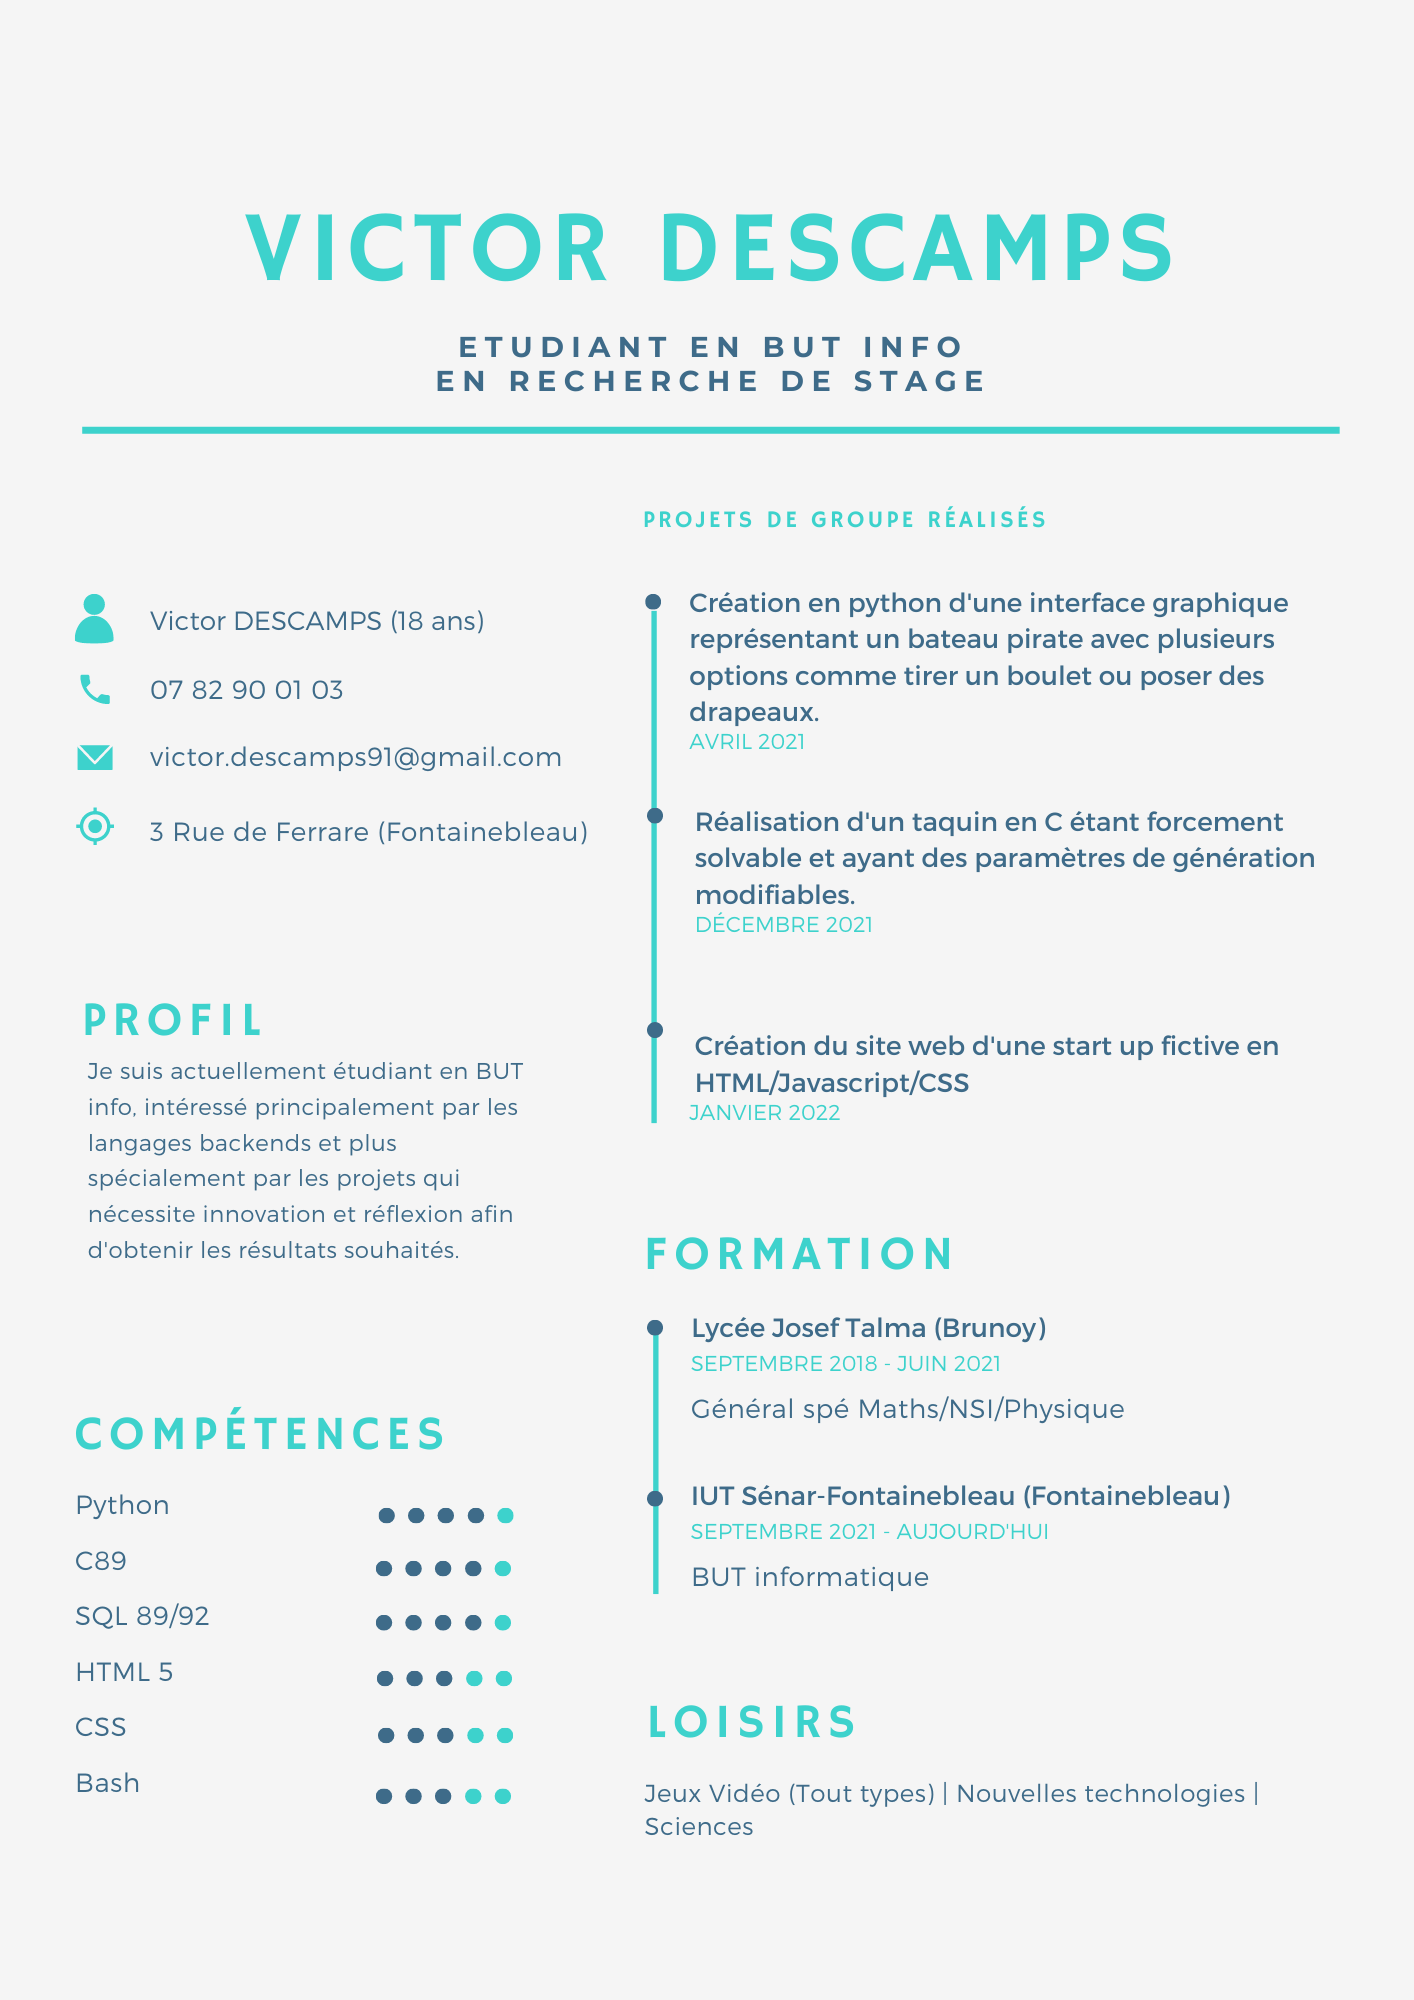 VICTOR DESCAMPS
ETUDIANT EN BUT INFO
EN RECHERCHE DE STAGE
Victor DESCAMPS (18 ans)
07 82 90 01 03
victor.descamps91@gmail.com
3 Rue de Ferrare (Fontainebleau)
PROFIL
Je suis actuellement étudiant en BUT
info, intéressé principalement par les
langages backends et plus
spécialement par les projets qui
nécessite innovation et réflexion afin
d'obtenir les résultats souhaités.
COMPÉTENCES
Python
C89
SQL 89/92
HTML 5
CSS
Bash
PROJETS DE GROUPE RÉALISÉS
Création en python d'une interface graphique
représentant un bateau pirate avec plusieurs
options comme tirer un boulet ou poser des
drapeaux.
AVRIL 2021
Réalisation d'un taquin en C étant forcement
solvable et ayant des paramètres de génération
modifiables.
DÉCEMBRE 2021
Création du site web d'une start up fictive en
HTML/Javascript/CSS
JANVIER 2022
FORMATION
Lycée Josef Talma (Brunoy)
SEPTEMBRE 2018 - JUIN 2021
Général spé Maths/NSI/Physique
IUT Sénar-Fontainebleau (Fontainebleau)
SEPTEMBRE 2021 - AUJOURD'HUI
BUT informatique
LOISIRS
Jeux Vidéo (Tout types) | Nouvelles technologies |
Sciences